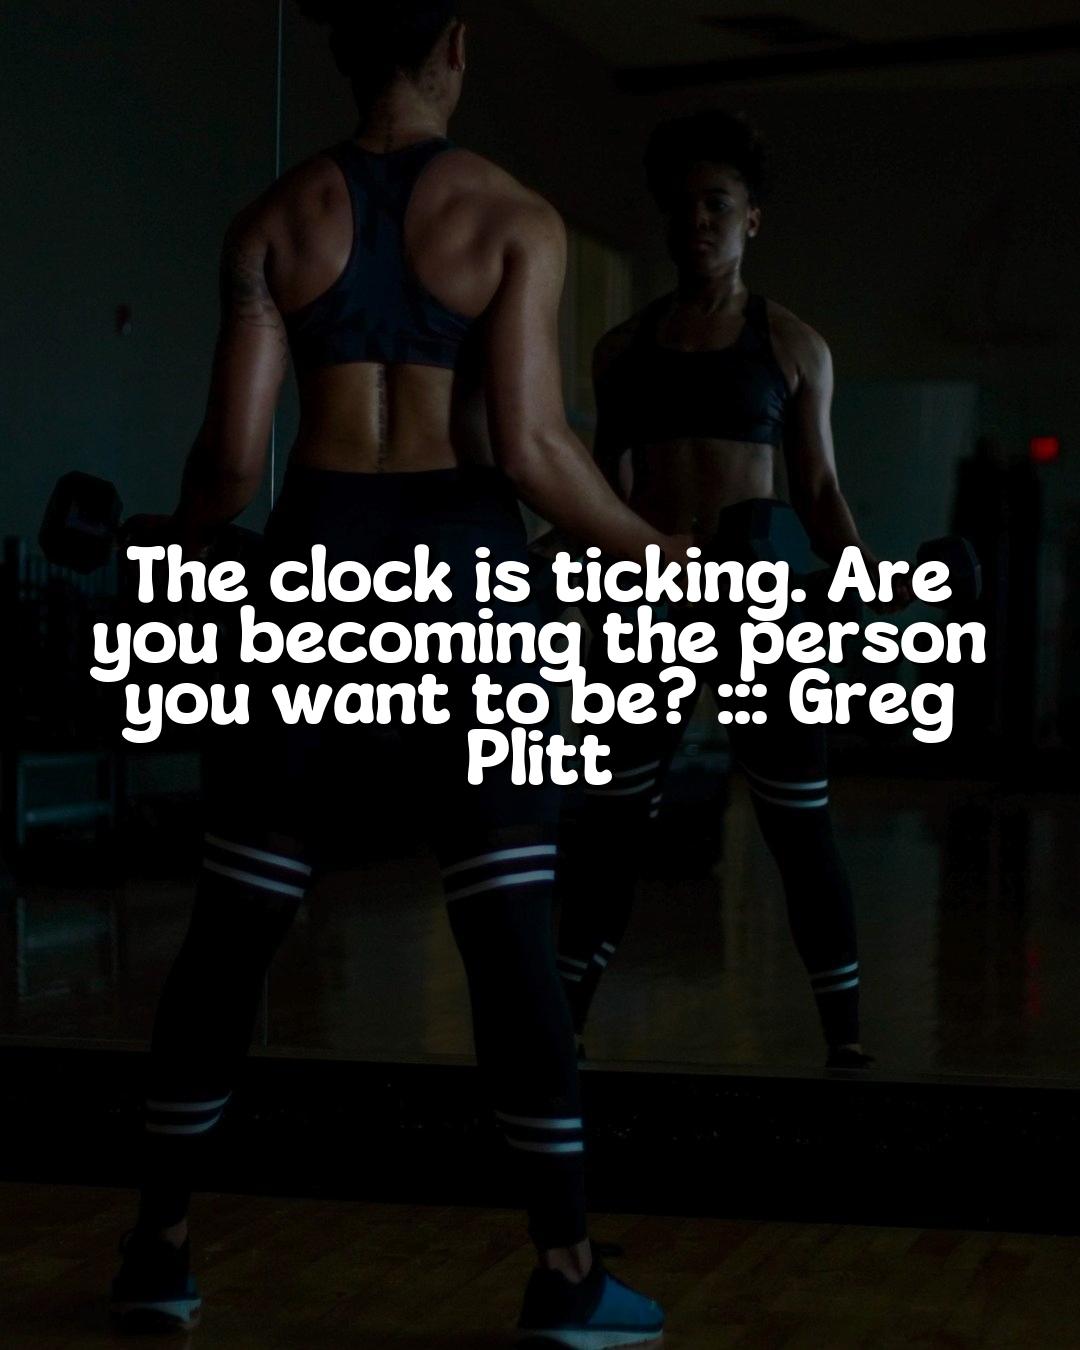 The clock is ticking. Are
you becoming the person
you want to be? ::: Greg
Plitt